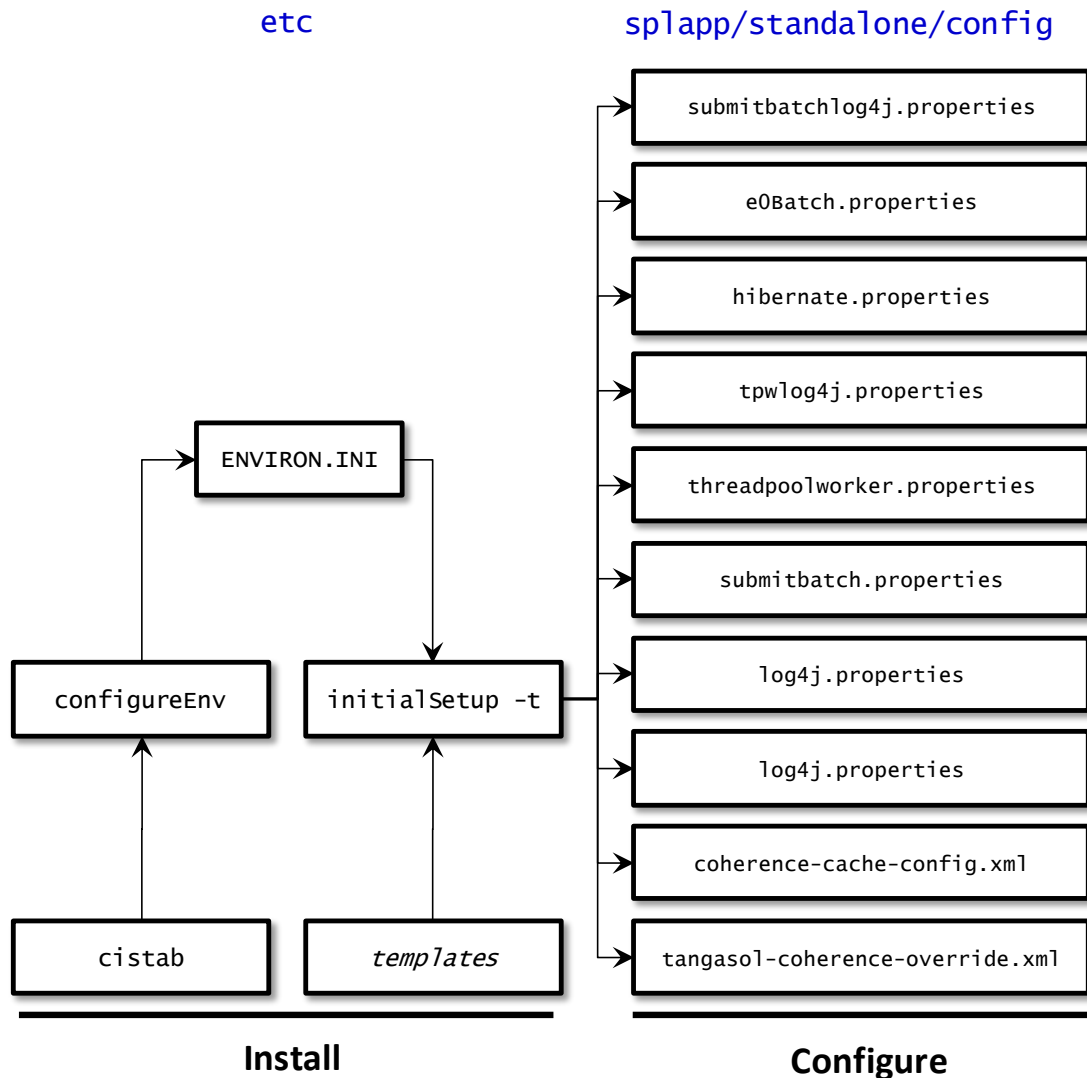 etc
splapp/standalone/config
submitbatchlog4j.properties
e0Batch.properties
hibernate.properties
tpwlog4j.properties
ENVIRON.INI
threadpoolworker.properties
submitbatch.properties
configureEnv
initialSetup -t
log4j.properties
log4j.properties
coherence-cache-config.xml
cistab
templates
tangasol-coherence-override.xml
Install
Configure